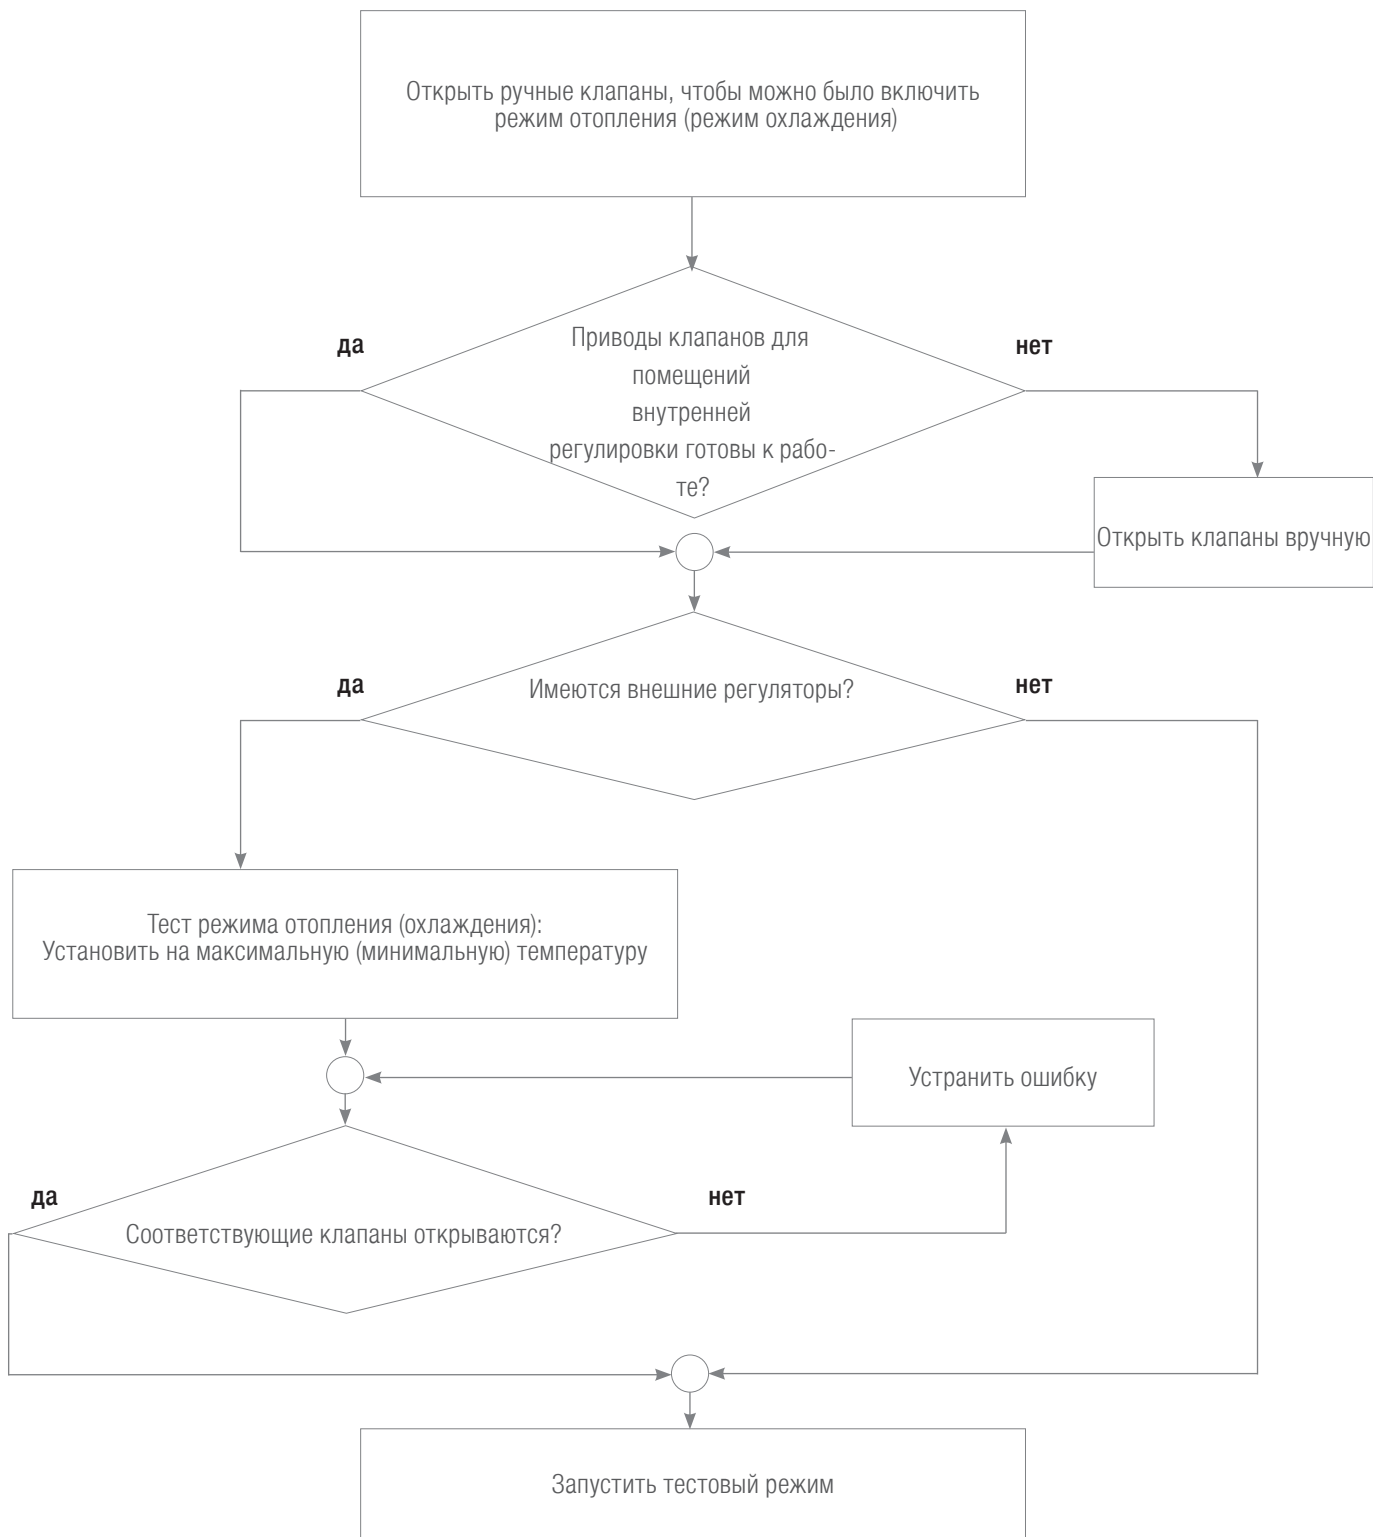 Открыть ручные клапаны, чтобы можно было включить
режим отопления (режим охлаждения)
да
Приводы клапанов для
нет
помещений
внутренней
регулировки готовы к рабо-
те?
Открыть клапаны вручную
да
Имеются внешние регуляторы?
нет
Тест режима отопления (охлаждения):
Установить на максимальную (минимальную) температуру
Устранить ошибку
да
нет
Соответствующие клапаны открываются?
Запустить тестовый режим